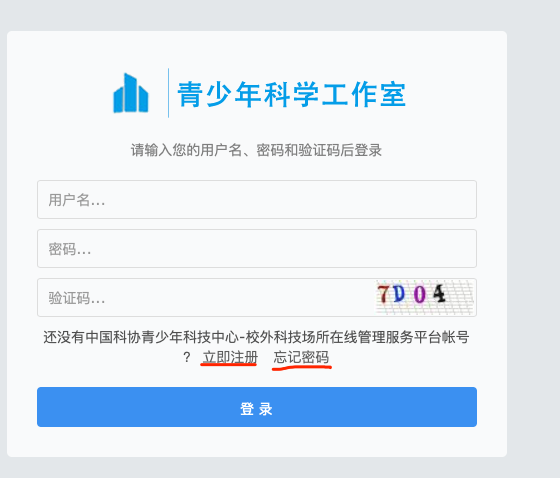 青少年科学工作室
请输入您的用户名、密码和验证码后登录
用户名...
密码...
验证码... 7D04
还没有中国科协青少年科技中心-校外科技场所在线管理服务平台帐号
？ 立即注册 忘记密码
登 录